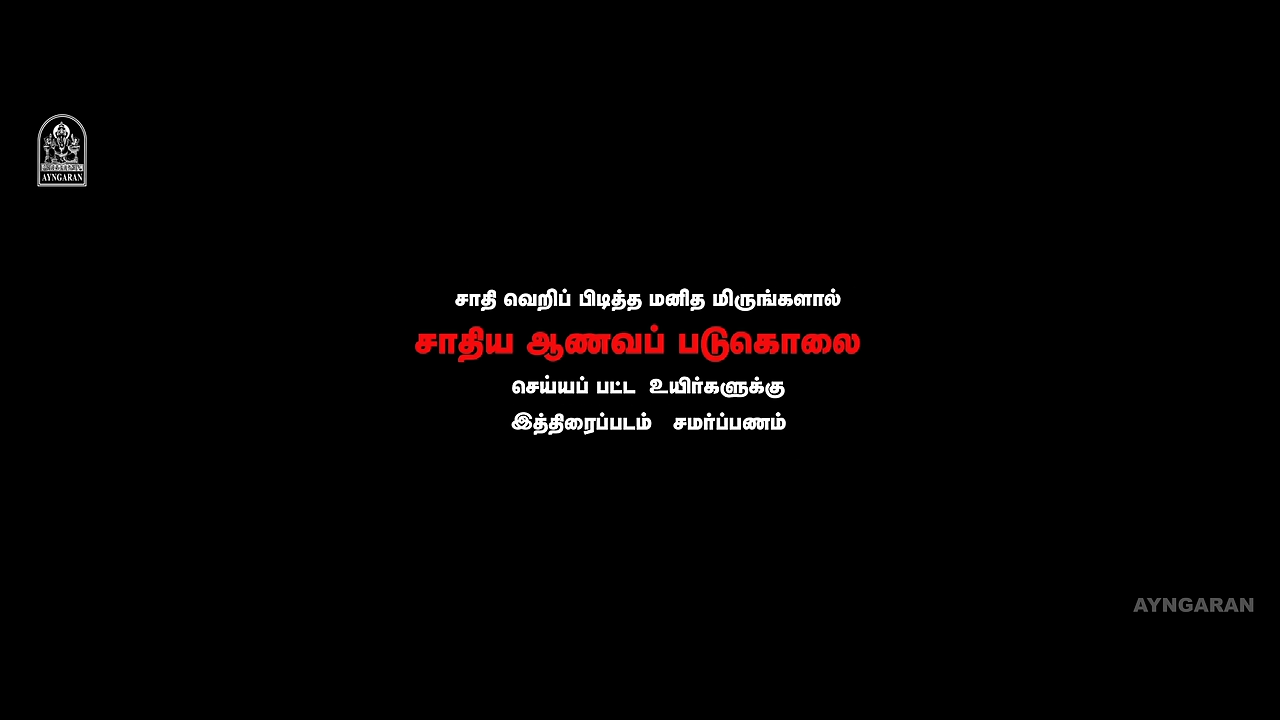 AYNGARAN
சாதி வெறிப் பிடித்த மனித மிருங்களால்
சாதிய ஆணவப் படுகொலை
செய்யப் பட்ட உயிர்களுக்கு
இத்திரைப்படம் சமர்ப்பணம்
AYNGARAN